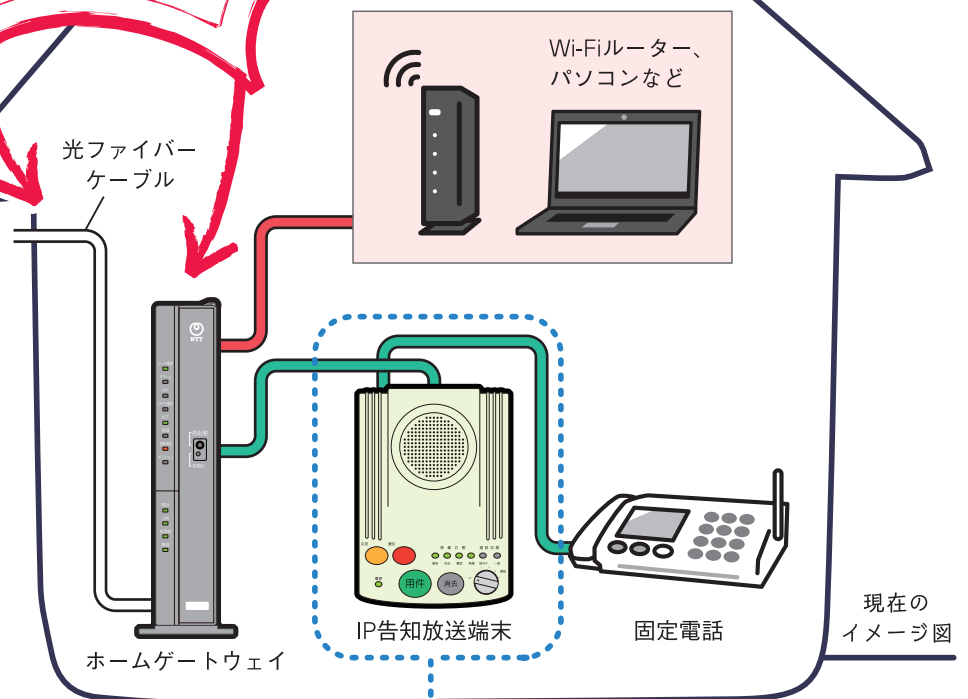 Wi-Fiルーター、
パソコンなど
光ファイバー
ケーブル
NTT
用件
消去
IP告知放送端末
固定電話
ホームゲートウェイ
現在の
イメージ図